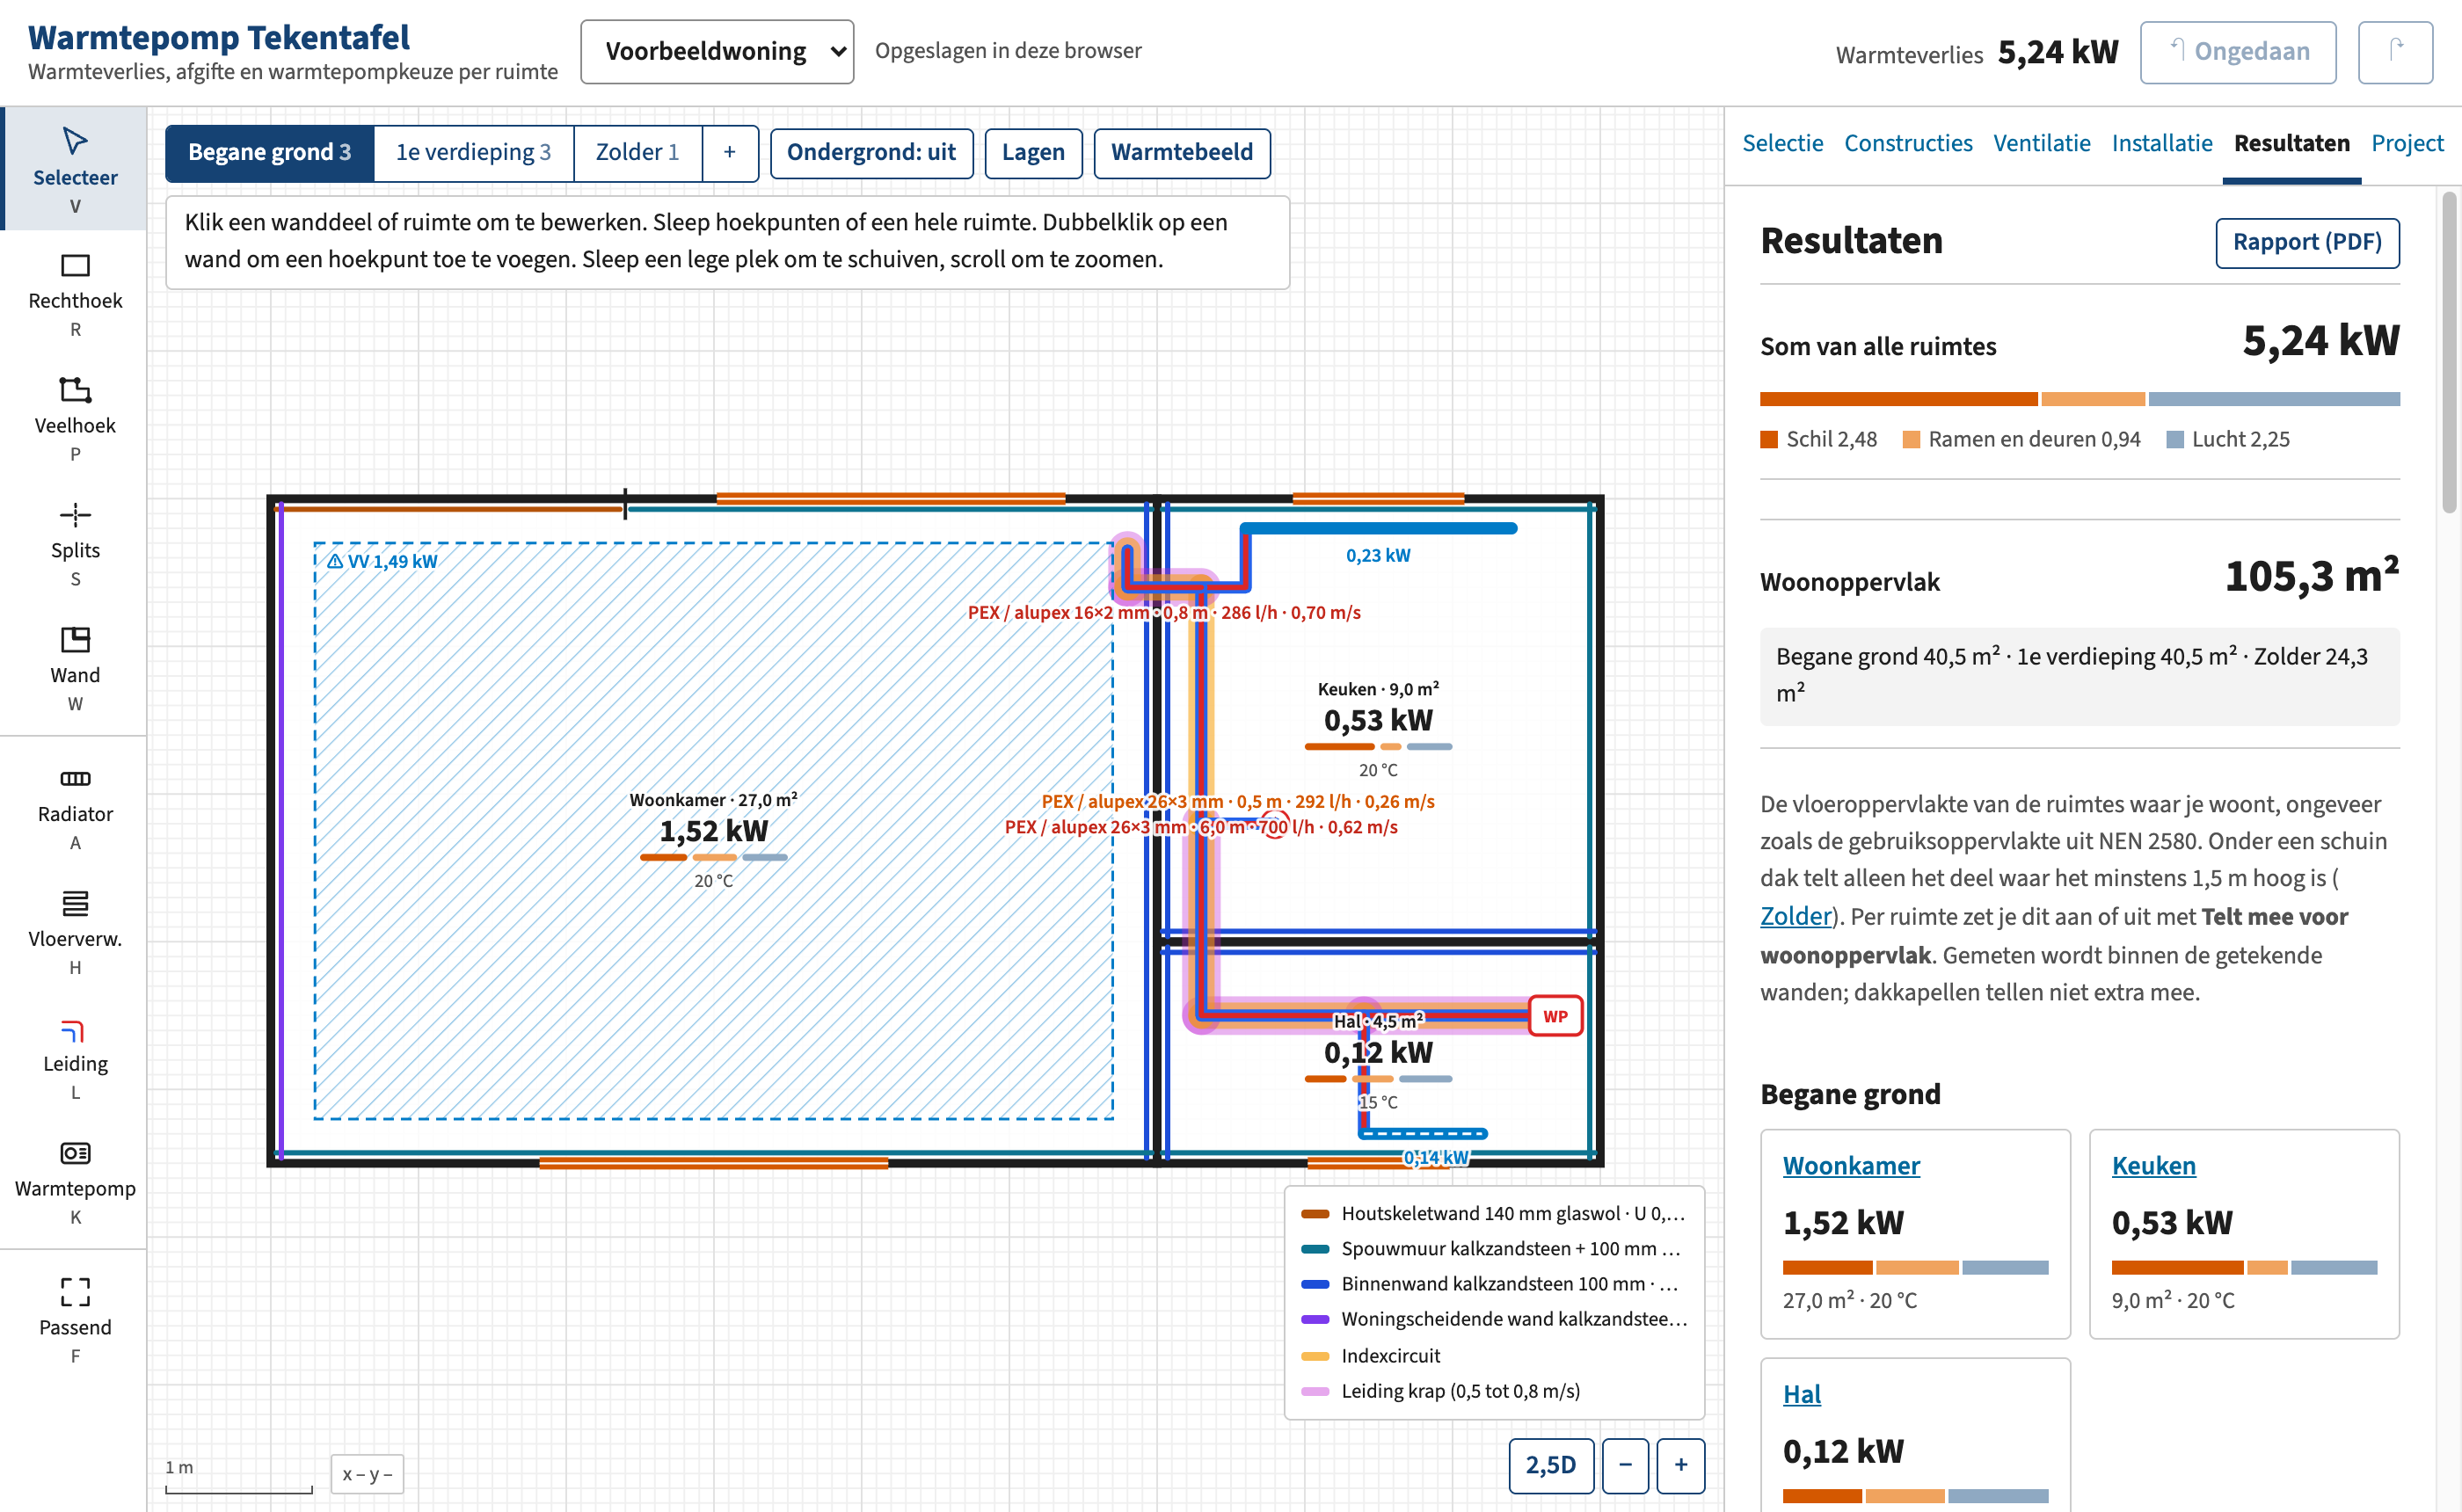 Warmtepomp Tekentafel
Warmteverlies, afgifte en warmtepompkeuze per ruimte
Voorbeeldwoning
Opgeslagen in deze browser
Warmteverlies 5,24 kW
Ongedaan
Selecteer
V
Rechthoek
R
Veelhoek
P
Splits
S
Wand
W
Radiator
A
Vloerverw.
H
Leiding
L
Warmtepomp
K
Passend
F
Begane grond 3
1e verdieping 3
Zolder 1
+
Ondergrond: uit
Lagen
Warmtebeeld
Klik een wanddeel of ruimte om te bewerken. Sleep hoekpunten of een hele ruimte. Dubbelklik op een
wand om een hoekpunt toe te voegen. Sleep een lege plek om te schuiven, scroll om te zoomen.
VV 1,49 kW
0,23 kW
PEX / alupex 16×2 mm · 0,8 m · 286 l/h · 0,70 m/s
Keuken · 9,0 m²
0,53 kW
20 °C
Woonkamer · 27,0 m²
1,52 kW
20 °C
PEX / alupex 26×3 mm · 0,5 m · 292 l/h · 0,26 m/s
PEX / alupex 26×3 mm · 6,0 m · 700 l/h · 0,62 m/s
WP
Hal · 4,5 m²
0,12 kW
15 °C
0,14 kW
Houtskeletwand 140 mm glaswol · U 0,…
Spouwmuur kalkzandsteen + 100 mm …
Binnenwand kalkzandsteen 100 mm · …
Woningscheidende wand kalkzandstee…
Indexcircuit
Leiding krap (0,5 tot 0,8 m/s)
1 m
x – y –
2,5D
−
+
Selectie
Constructies
Ventilatie
Installatie
Resultaten
Project
Resultaten
Rapport (PDF)
Som van alle ruimtes
5,24 kW
Schil 2,48
Ramen en deuren 0,94
Lucht 2,25
Woonoppervlak
105,3 m²
Begane grond 40,5 m² · 1e verdieping 40,5 m² · Zolder 24,3
m²
De vloeroppervlakte van de ruimtes waar je woont, ongeveer
zoals de gebruiksoppervlakte uit NEN 2580. Onder een schuin
dak telt alleen het deel waar het minstens 1,5 m hoog is (
Zolder). Per ruimte zet je dit aan of uit met Telt mee voor
woonoppervlak. Gemeten wordt binnen de getekende
wanden; dakkapellen tellen niet extra mee.
Begane grond
Woonkamer
1,52 kW
27,0 m² · 20 °C
Keuken
0,53 kW
9,0 m² · 20 °C
Hal
0,12 kW